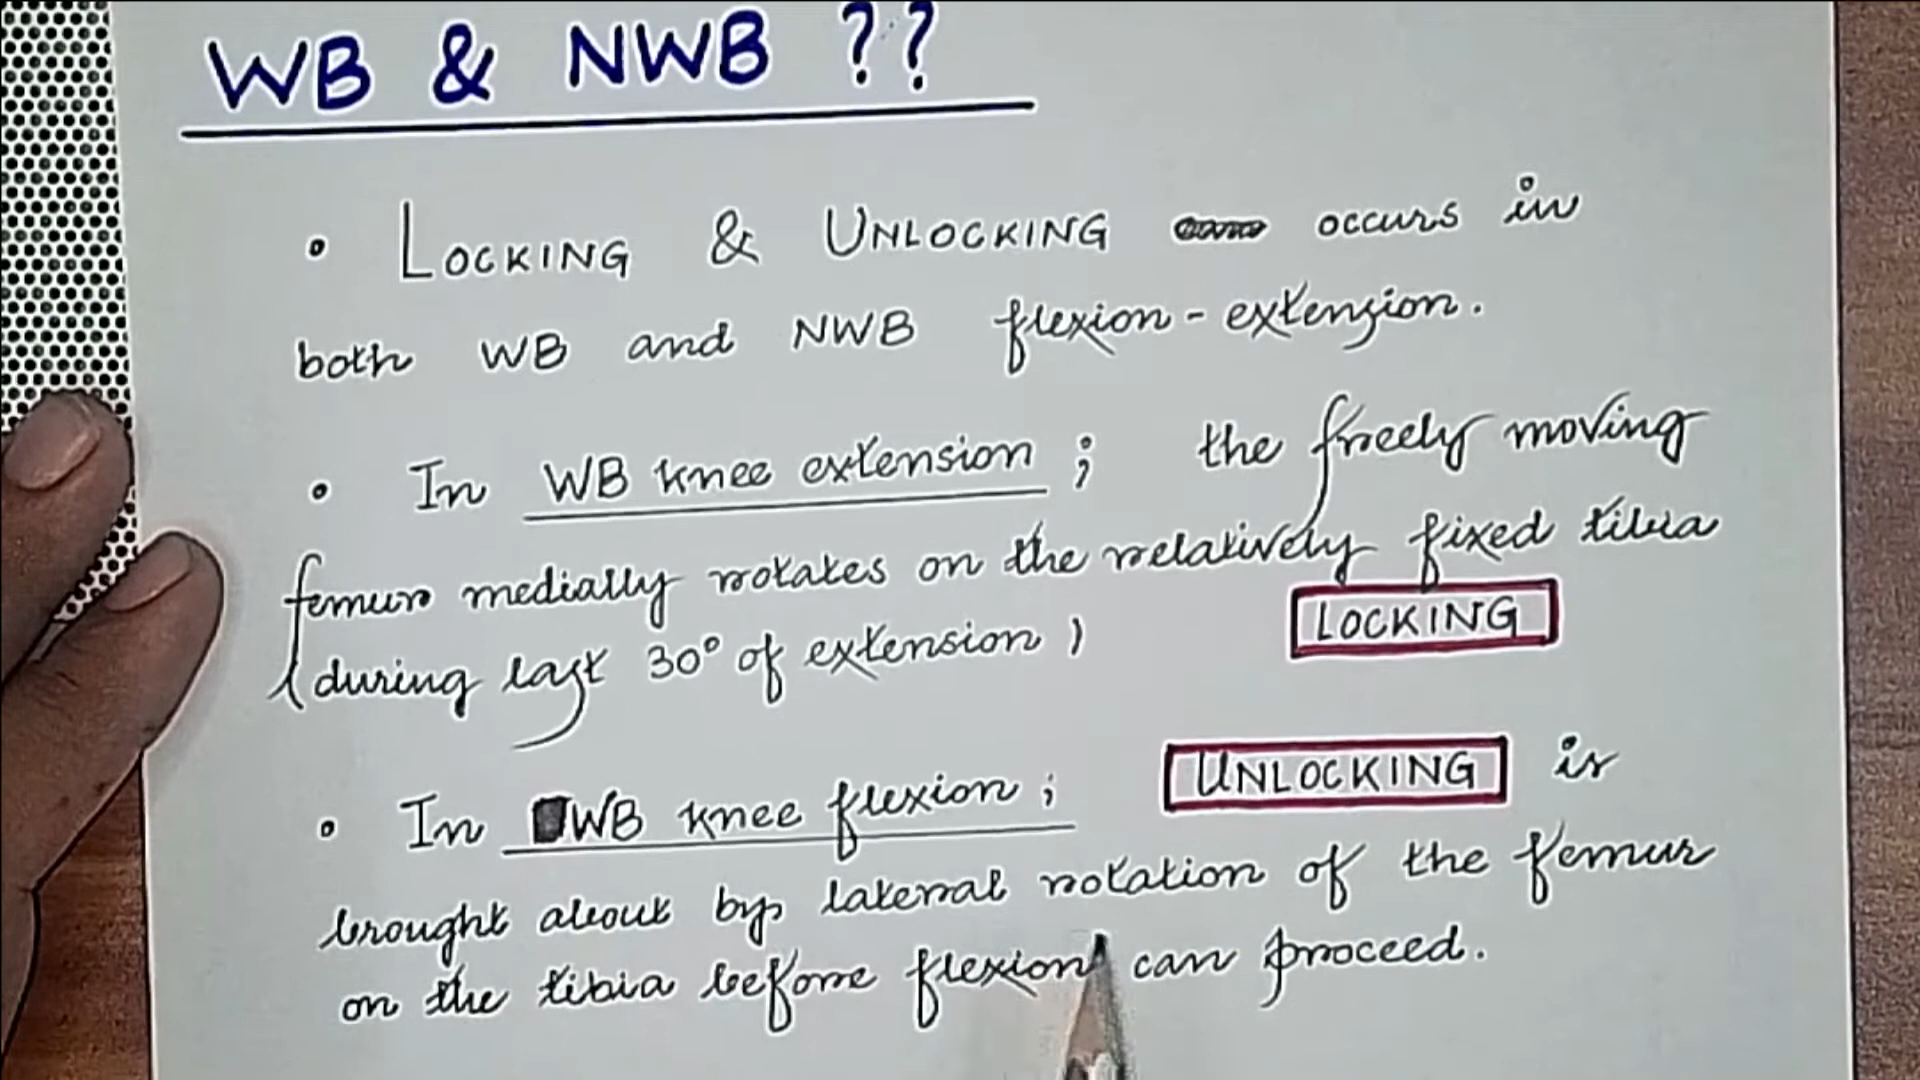 WB & NWB ??
• LOCKING & UNLOCKING occurs in
both WB and NWB flexion-extension.
• In WB knee extension ; the freely moving
femur medially rotates on the relatively fixed tibia
(during last 30° of extension) LOCKING
• In WB knee flexion ; UNLOCKING is
brought about by lateral rotation of the femur
on the tibia before flexion can proceed.